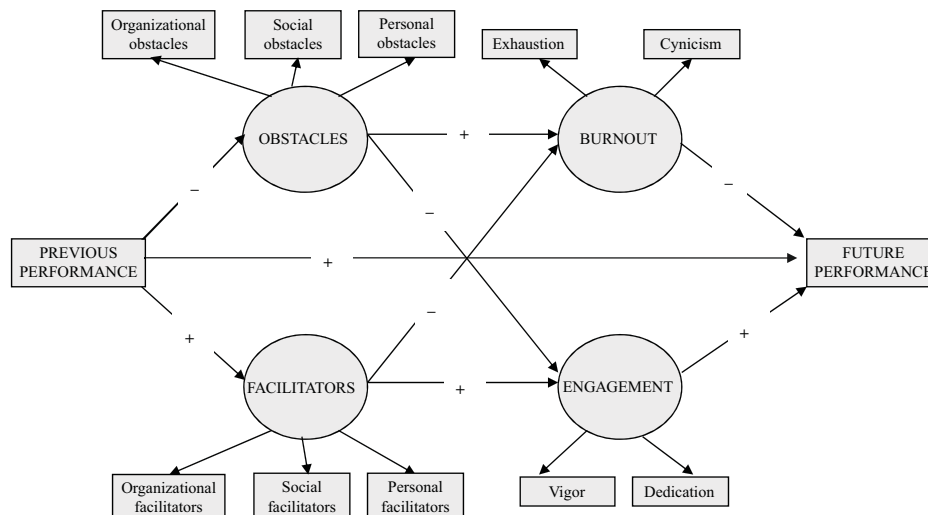 Organizational
obstacles
Social
obstacles
Personal
obstacles
Exhaustion
Cynicism
OBSTACLES
+
BURNOUT
−
−
−
PREVIOUS
PERFORMANCE
+
FUTURE
PERFORMANCE
+
−
+
FACILITATORS
+
ENGAGEMENT
Organizational
facilitators
Social
facilitators
Personal
facilitators
Vigor
Dedication